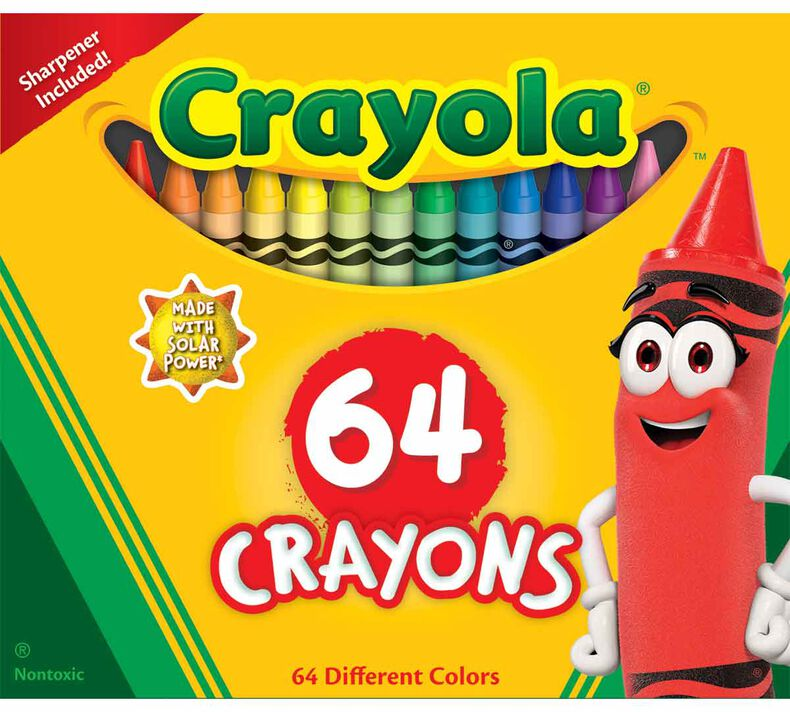 Sharpener
Included!
Crayola®
™
®
MADE
WITH
SOLAR
POWER‡
64
CRAYONS
®
Nontoxic
64 Different Colors
®